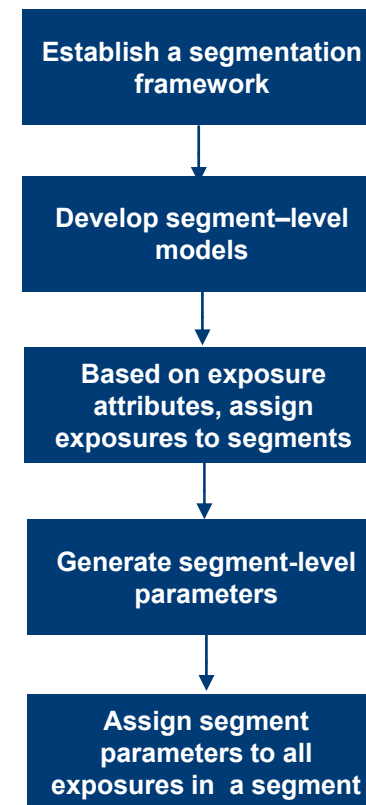 Establish a segmentation
framework
Develop segment–level
models
Based on exposure
attributes, assign
exposures to segments
Generate segment-level
parameters
Assign segment
parameters to all
exposures in  a segment